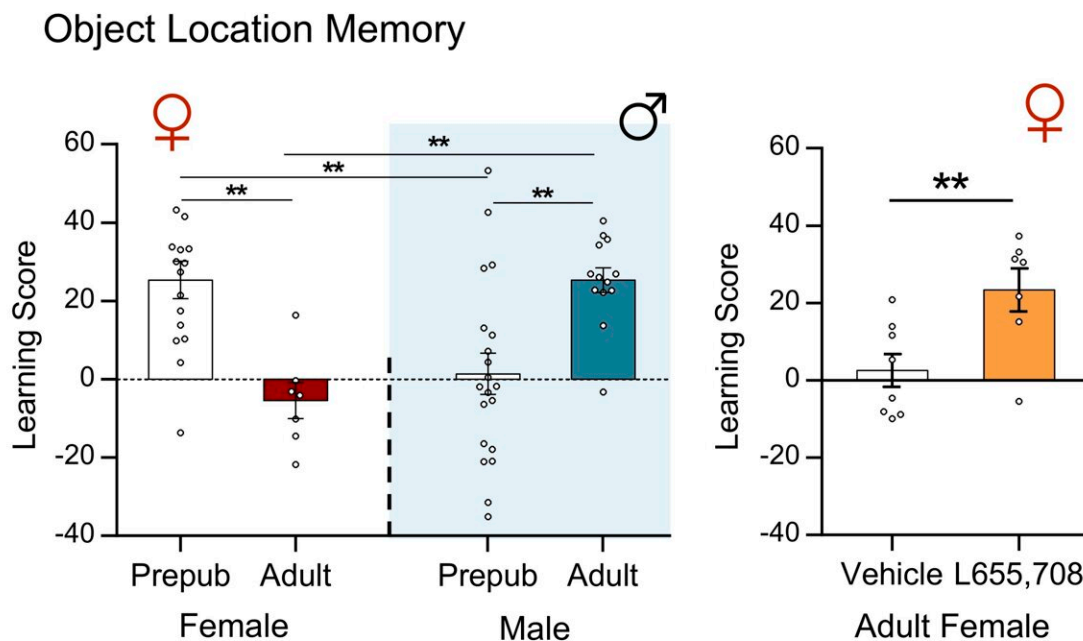 Object Location Memory
♀
♂
Learning Score
60
40
20
0
-20
-40
**
**
**
**
Prepub Adult
Female
Prepub Adult
Male
♀
Learning Score
60
40
20
0
-20
-40
**
Vehicle L655,708
Adult Female